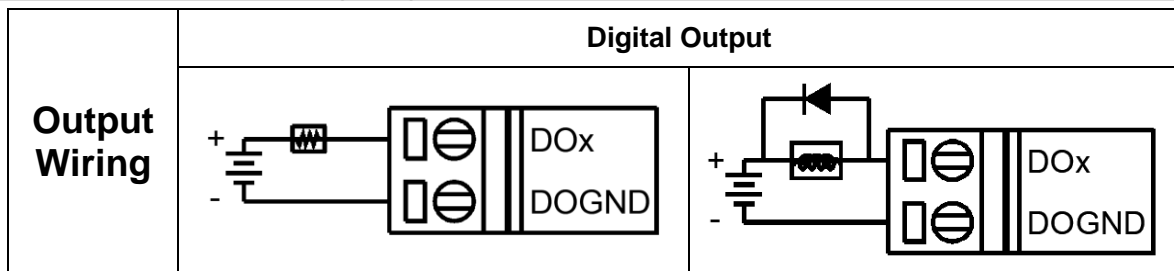 Output
Wiring
Digital Output
+
-
DOx
DOGND
+
-
DOx
DOGND